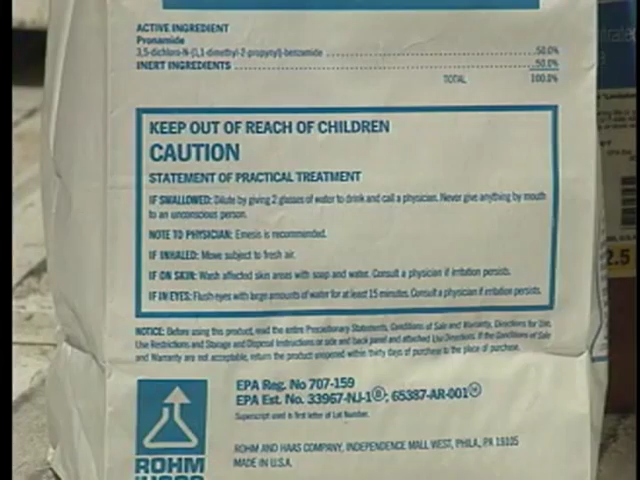 ACTIVE INGREDIENT
Pronamide
3,5-dichloro-N-(1,1-dimethyl-2-propynyl)-benzamide ........ 50.0%
INERT INGREDIENTS ........ 50.0%
TOTAL 100.0%
KEEP OUT OF REACH OF CHILDREN
CAUTION
STATEMENT OF PRACTICAL TREATMENT
IF SWALLOWED: Dilute by giving 2 glasses of water to drink and call a physician. Never give anything by mouth
to an unconscious person.
NOTE TO PHYSICIAN: Emesis is recommended.
IF INHALED: Move subject to fresh air.
IF ON SKIN: Wash affected skin areas with soap and water. Consult a physician if irritation persists.
IF IN EYES: Flush eyes with large amounts of water for at least 15 minutes. Consult a physician if irritation persists.
NOTICE: Before using this product, read the entire Precautionary Statements, Conditions of Sale and Warranty, Directions for Use,
Use Restrictions and Storage and Disposal Instructions or side and back panel and attached Use Directions. If the Conditions of Sale
and Warranty are not acceptable, return the product unopened within thirty days of purchase to the place of purchase.
EPA Reg. No 707-159
EPA Est. No. 33967-NJ-1 ; 65387-AR-001
Superscript used is first letter of Lot Number.
ROHM AND HAAS COMPANY, INDEPENDENCE MALL WEST, PHILA., PA 19105
MADE IN U.S.A.
ROHM
2.5